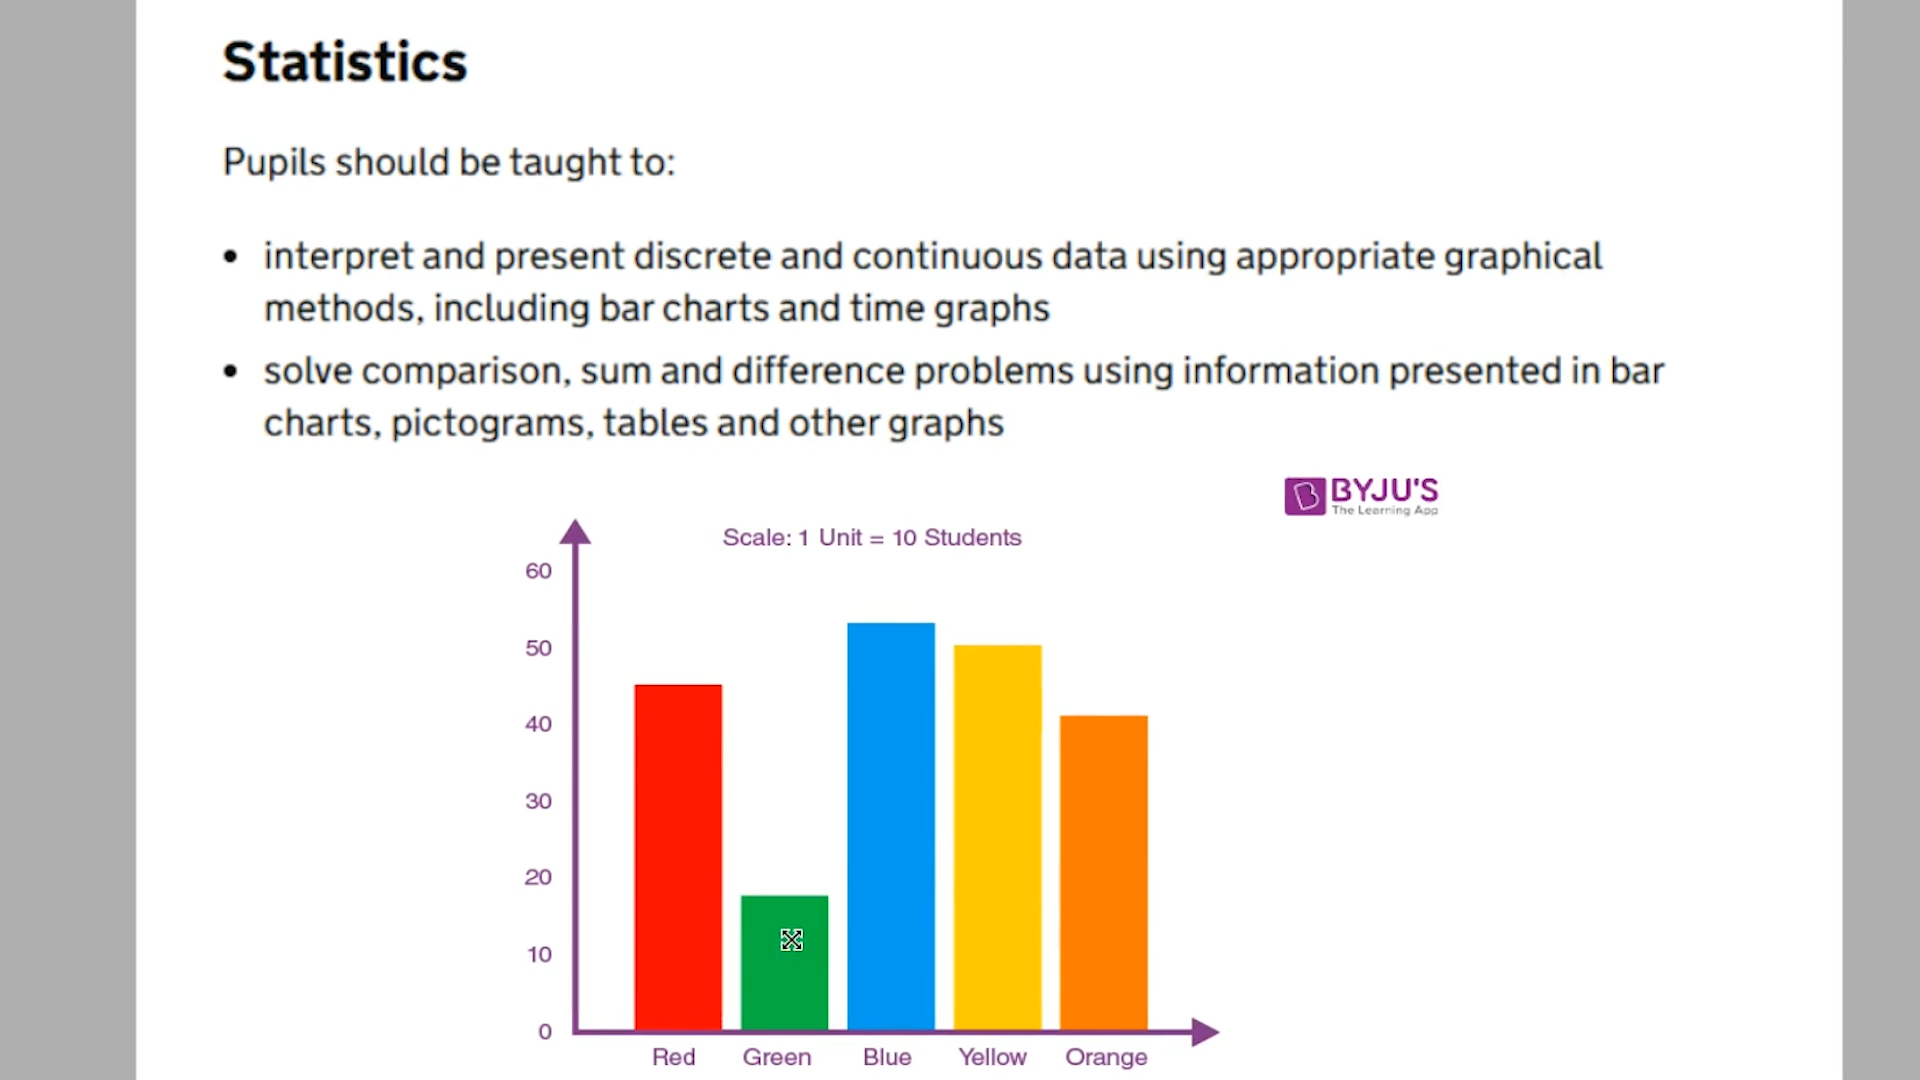 Statistics
Pupils should be taught to:
• interpret and present discrete and continuous data using appropriate graphical
methods, including bar charts and time graphs
• solve comparison, sum and difference problems using information presented in bar
charts, pictograms, tables and other graphs
BYJU'S
The Learning App
Scale: 1 Unit = 10 Students
60
50
40
30
20
10
0
Red Green Blue Yellow Orange